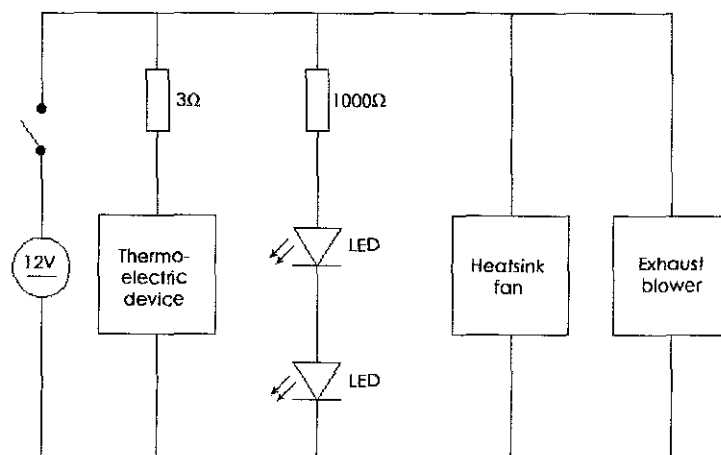 3Ω
1000Ω
LED
12V
Thermo-
electric
device
Heatsink
fan
Exhaust
blower
LED